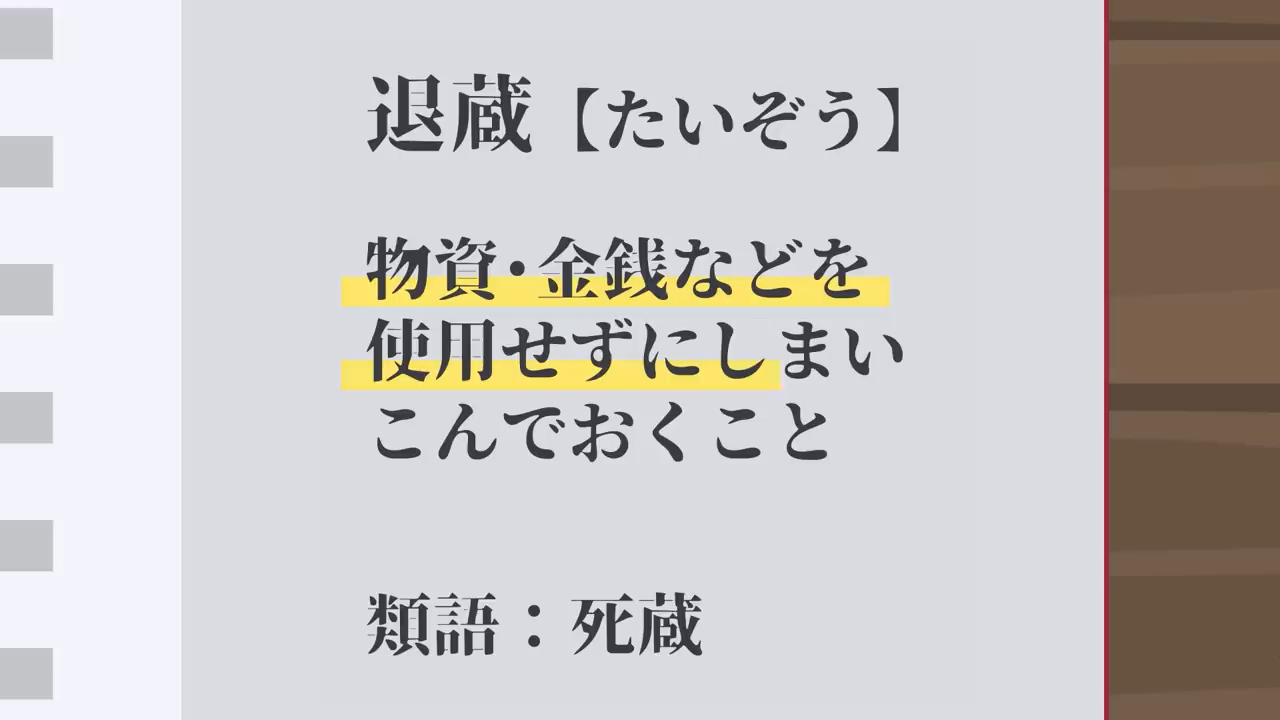 退蔵【たいぞう】
物資・金銭などを
使用せずにしまい
こんでおくこと
類語：死蔵